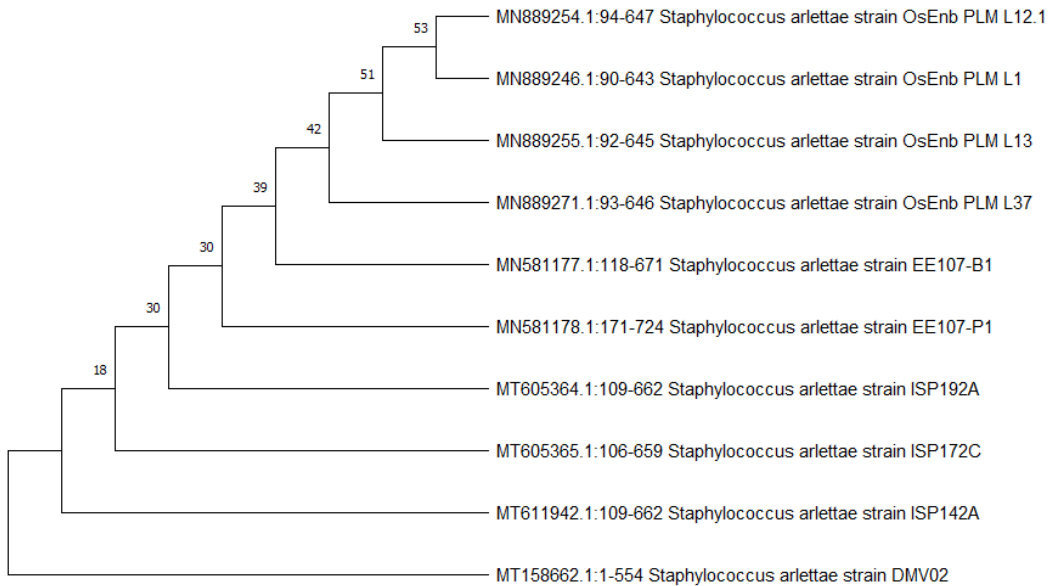 MN889254.1:94-647 Staphylococcus arlettae strain OsEnb PLM L12.1
53
MN889246.1:90-643 Staphylococcus arlettae strain OsEnb PLM L1
51
MN889255.1:92-645 Staphylococcus arlettae strain OsEnb PLM L13
42
MN889271.1:93-646 Staphylococcus arlettae strain OsEnb PLM L37
39
MN581177.1:118-671 Staphylococcus arlettae strain EE107-B1
30
MN581178.1:171-724 Staphylococcus arlettae strain EE107-P1
30
MT605364.1:109-662 Staphylococcus arlettae strain ISP192A
18
MT605365.1:106-659 Staphylococcus arlettae strain ISP172C
MT611942.1:109-662 Staphylococcus arlettae strain ISP142A
MT158662.1:1-554 Staphylococcus arlettae strain DMV02